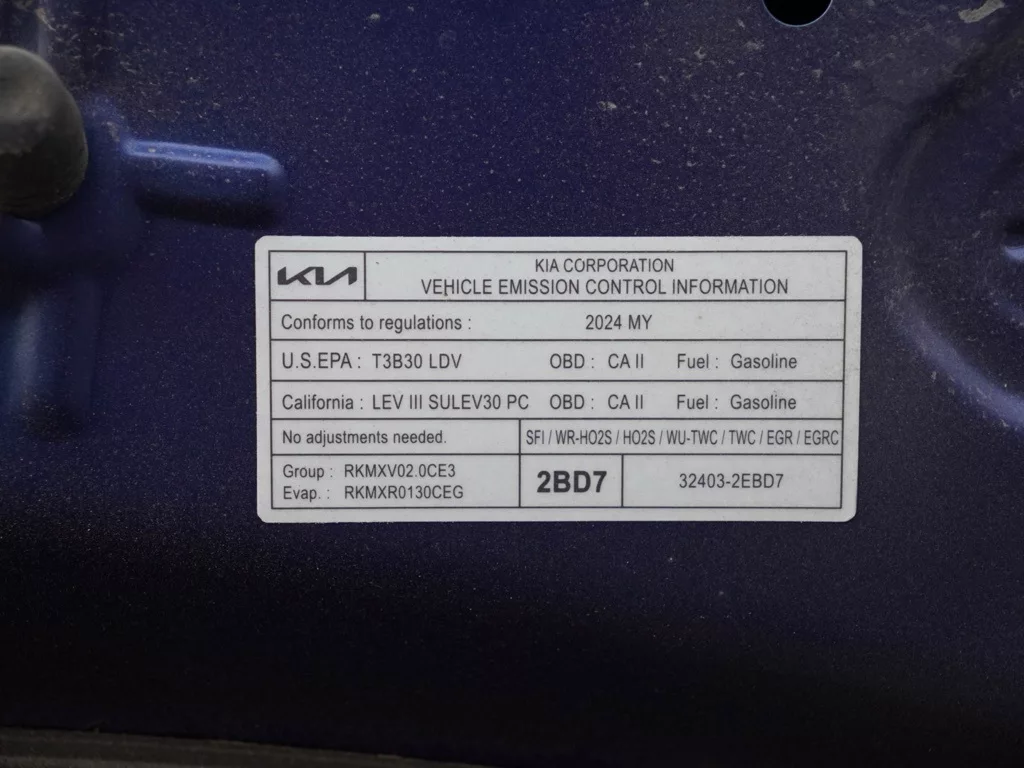 KIA
KIA CORPORATION
VEHICLE EMISSION CONTROL INFORMATION
Conforms to regulations : 2024 MY
U.S.EPA : T3B30 LDV OBD : CA II Fuel : Gasoline
California : LEV III SULEV30 PC OBD : CA II Fuel : Gasoline
No adjustments needed. SFI / WR-HO2S / HO2S / WU-TWC / TWC / EGR / EGRC
Group : RKMXV02.0CE3
Evap. : RKMXR0130CEG
2BD7
32403-2EBD7